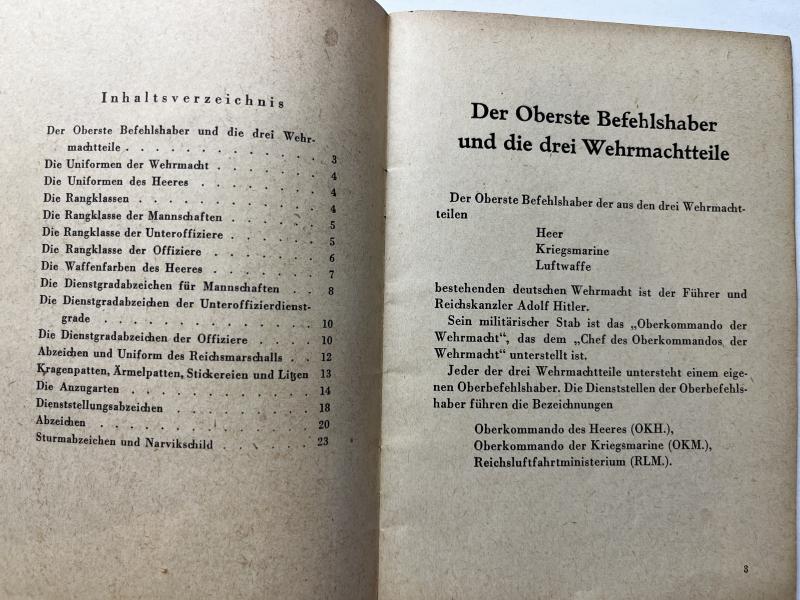 Inhaltsverzeichnis
Der Oberste Befehlshaber und die drei Wehr-
machtteile . . . . . . . . . . . . . 3
Die Uniformen der Wehrmacht . . . . . . . 4
Die Uniformen des Heeres . . . . . . . . 4
Die Rangklassen . . . . . . . . . . . 4
Die Rangklasse der Mannschaften . . . . . . 5
Die Rangklasse der Unteroffiziere . . . . . . 5
Die Rangklasse der Offiziere . . . . . . . 6
Die Waffenfarben des Heeres . . . . . . . 7
Die Dienstgradabzeichen für Mannschaften . . . 8
Die Dienstgradabzeichen der Unteroffizierdienst-
grade . . . . . . . . . . . . . . 10
Die Dienstgradabzeichen der Offiziere . . . . 10
Abzeichen und Uniform des Reichsmarschalls . . 12
Kragenpatten, Ärmelpatten, Stickereien und Litzen 13
Die Anzugarten . . . . . . . . . . . 14
Dienststellungsabzeichen . . . . . . . . 18
Abzeichen . . . . . . . . . . . . . 20
Sturmabzeichen und Narvikschild . . . . . . 23
Der Oberste Befehlshaber
und die drei Wehrmachtteile
Der Oberste Befehlshaber der aus den drei Wehrmacht-
teilen
Heer
Kriegsmarine
Luftwaffe
bestehenden deutschen Wehrmacht ist der Führer und
Reichskanzler Adolf Hitler.
Sein militärischer Stab ist das „Oberkommando der
Wehrmacht“, das dem „Chef des Oberkommandos der
Wehrmacht“ unterstellt ist.
Jeder der drei Wehrmachtteile untersteht einem eige-
nen Oberbefehlshaber. Die Dienststellen der Oberbefehls-
haber führen die Bezeichnungen
Oberkommando des Heeres (OKH.),
Oberkommando der Kriegsmarine (OKM.),
Reichsluftfahrtministerium (RLM.).
3